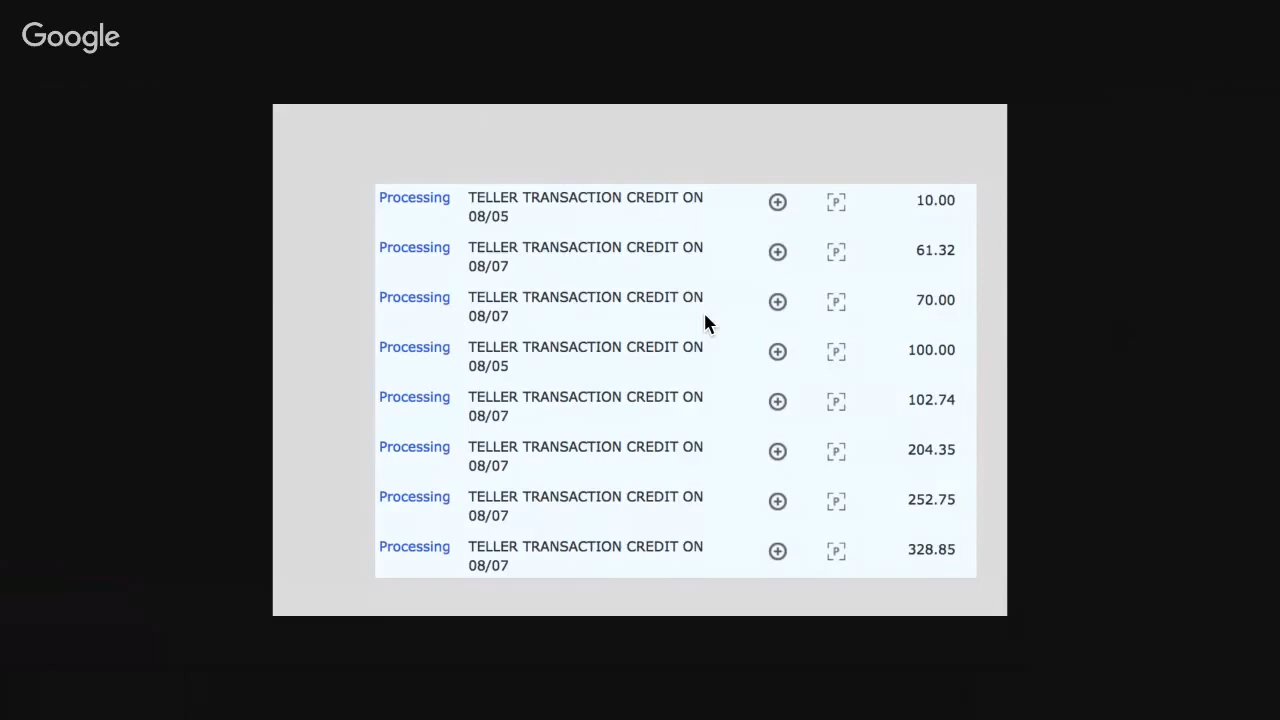 Google
Processing TELLER TRANSACTION CREDIT ON P 10.00
08/05
Processing TELLER TRANSACTION CREDIT ON P 61.32
08/07
Processing TELLER TRANSACTION CREDIT ON P 70.00
08/07
Processing TELLER TRANSACTION CREDIT ON P 100.00
08/05
Processing TELLER TRANSACTION CREDIT ON P 102.74
08/07
Processing TELLER TRANSACTION CREDIT ON P 204.35
08/07
Processing TELLER TRANSACTION CREDIT ON P 252.75
08/07
Processing TELLER TRANSACTION CREDIT ON P 328.85
08/07